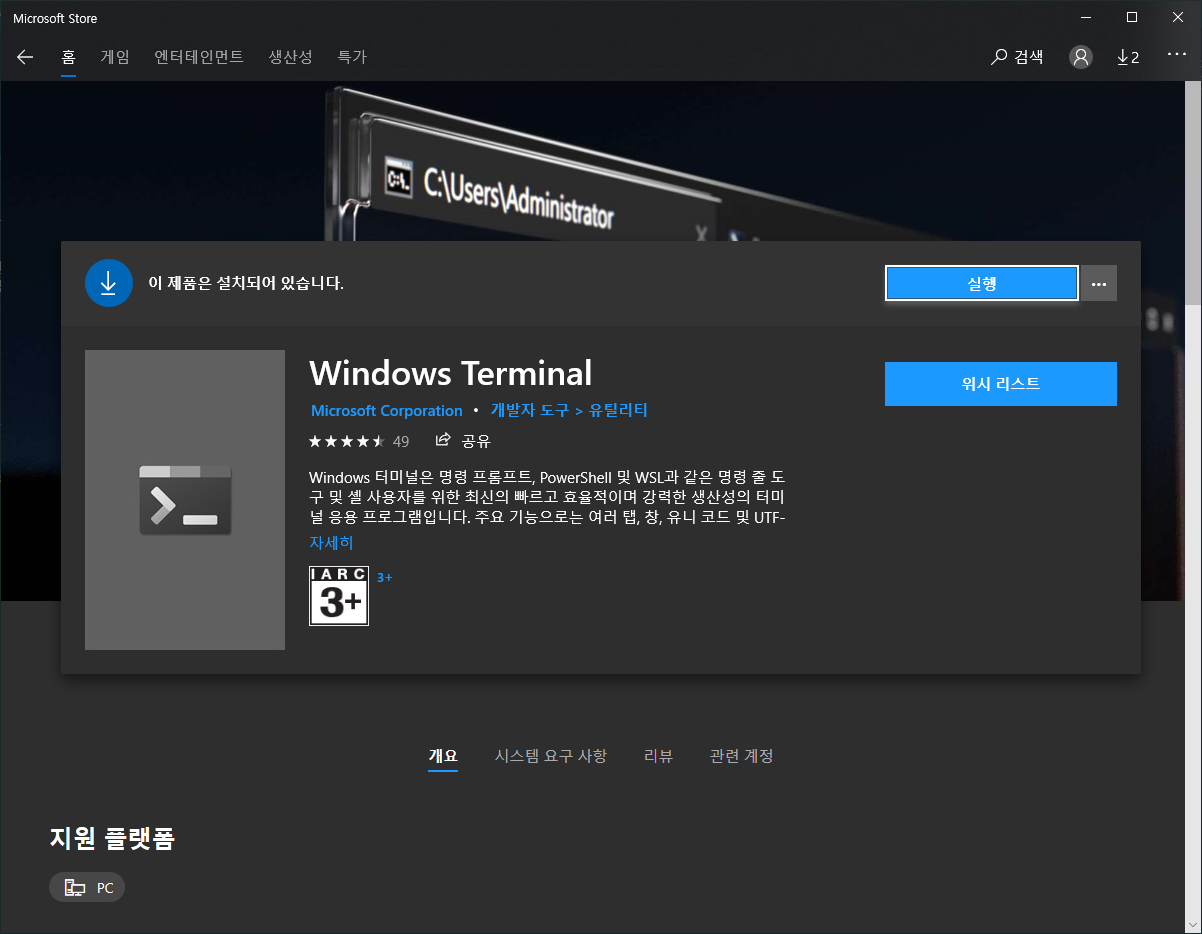 Microsoft Store
홈 게임 엔터테인먼트 생산성 특가 검색 2
C:\Users\Administrator
이 제품은 설치되어 있습니다. 실행
Windows Terminal
위시 리스트
Microsoft Corporation • 개발자 도구 > 유틸리티
49 공유
Windows 터미널은 명령 프롬프트, PowerShell 및 WSL과 같은 명령 줄 도
구 및 셸 사용자를 위한 최신의 빠르고 효율적이며 강력한 생산성의 터미
널 응용 프로그램입니다. 주요 기능으로는 여러 탭, 창, 유니 코드 및 UTF-
자세히
IARC
3+
3+
개요 시스템 요구 사항 리뷰 관련 계정
지원 플랫폼
PC